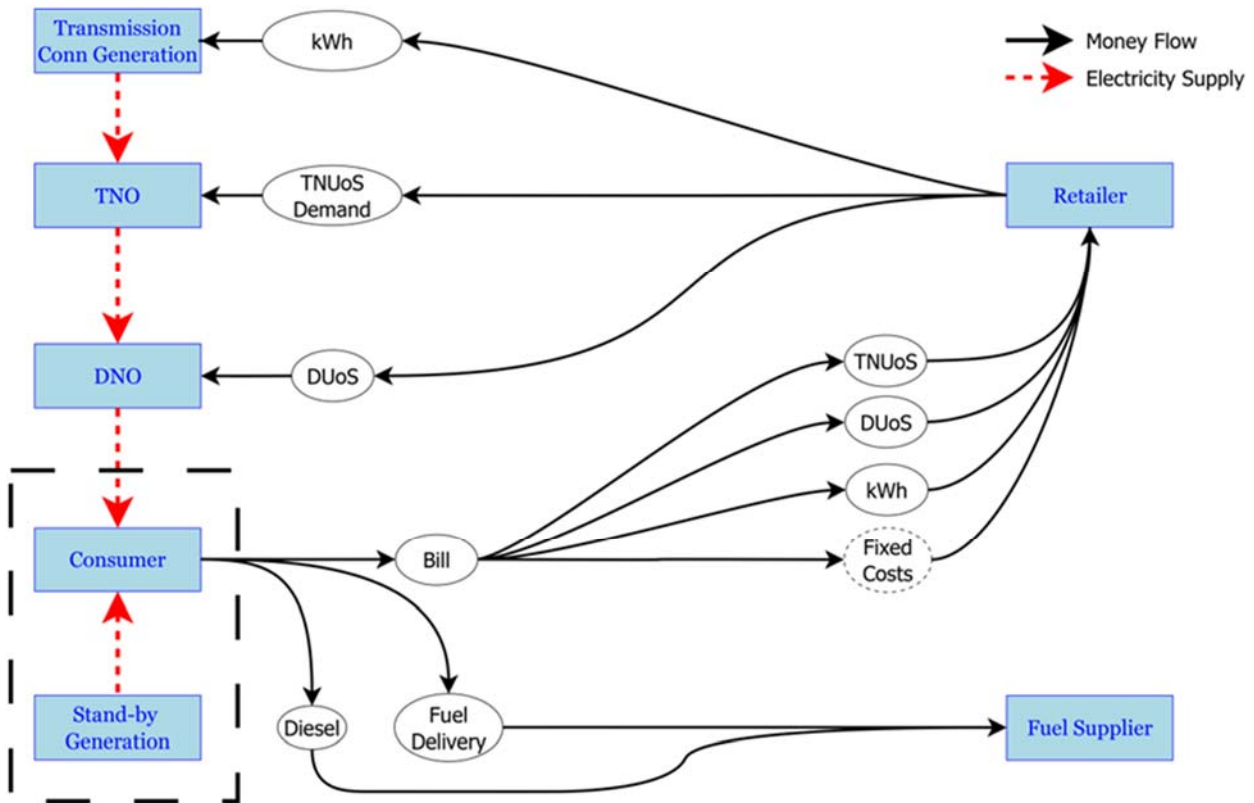 Transmission
Conn Generation
kWh
Money Flow
Electricity Supply
TNO
TNUoS
Demand
Retailer
DNO
DUoS
TNUoS
DUoS
kWh
Consumer
Bill
Fixed
Costs
Stand-by
Generation
Diesel
Fuel
Delivery
Fuel Supplier